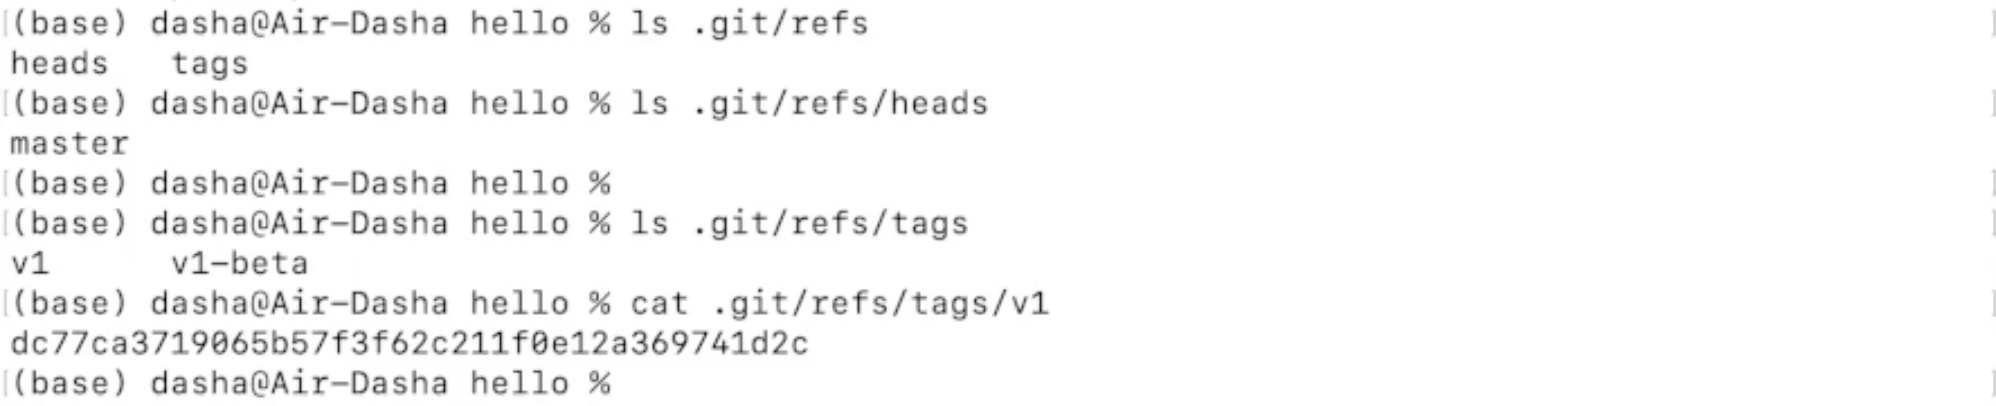 (base) dasha@Air-Dasha hello % ls .git/refs
heads   tags
(base) dasha@Air-Dasha hello % ls .git/refs/heads
master
(base) dasha@Air-Dasha hello %
(base) dasha@Air-Dasha hello % ls .git/refs/tags
v1      v1-beta
(base) dasha@Air-Dasha hello % cat .git/refs/tags/v1
dc77ca3719065b57f3f62c211f0e12a369741d2c
(base) dasha@Air-Dasha hello %